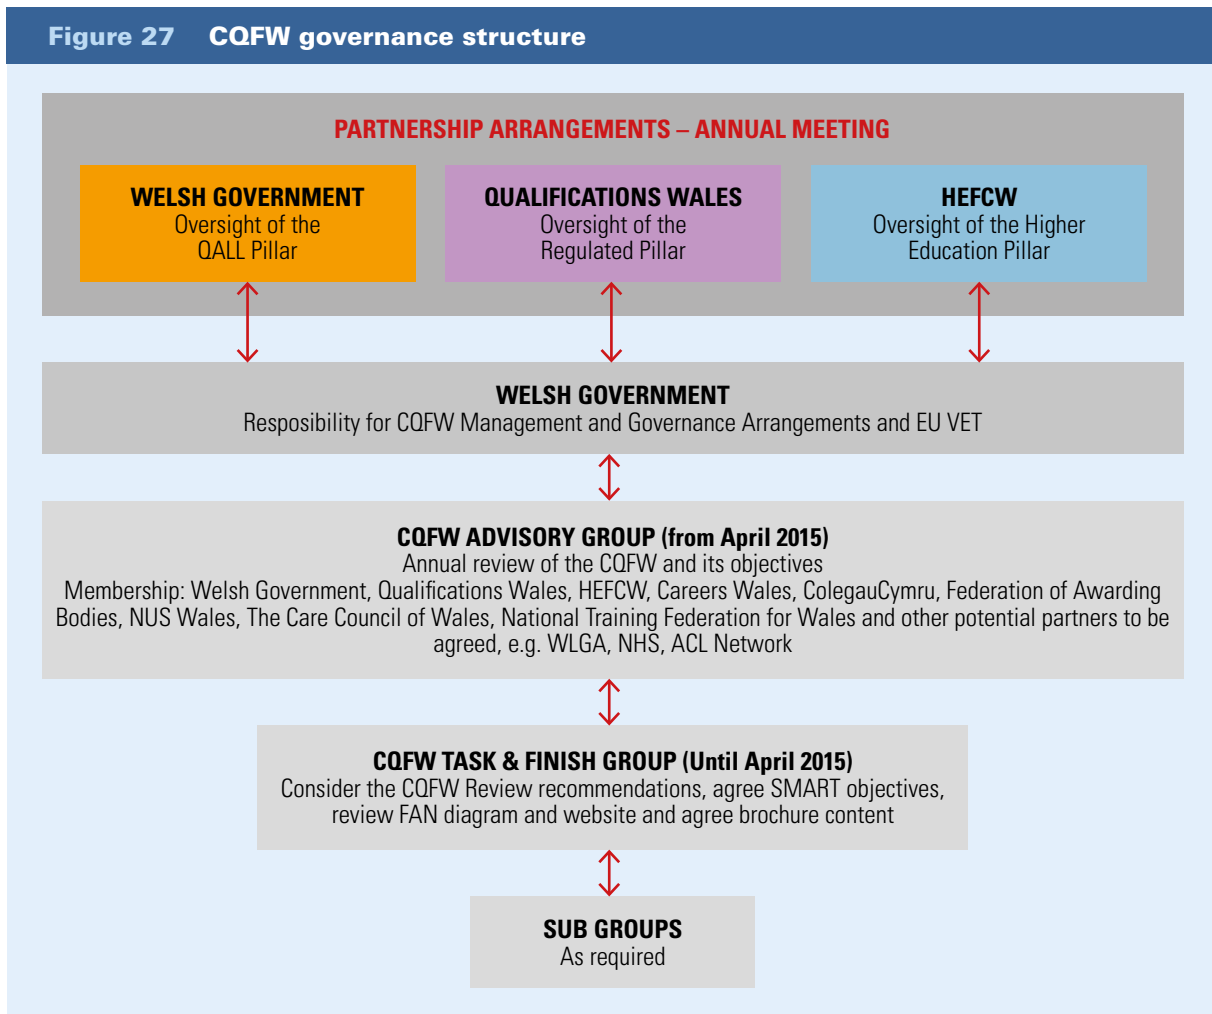 Figure 27 CQFW governance structure
PARTNERSHIP ARRANGEMENTS – ANNUAL MEETING
WELSH GOVERNMENT
Oversight of the
QALL Pillar
QUALIFICATIONS WALES
Oversight of the
Regulated Pillar
HEFCW
Oversight of the Higher
Education Pillar
WELSH GOVERNMENT
Resposibility for CQFW Management and Governance Arrangements and EU VET
CQFW ADVISORY GROUP (from April 2015)
Annual review of the CQFW and its objectives
Membership: Welsh Government, Qualifications Wales, HEFCW, Careers Wales, ColegauCymru, Federation of Awarding
Bodies, NUS Wales, The Care Council of Wales, National Training Federation for Wales and other potential partners to be
agreed, e.g. WLGA, NHS, ACL Network
CQFW TASK & FINISH GROUP (Until April 2015)
Consider the CQFW Review recommendations, agree SMART objectives,
review FAN diagram and website and agree brochure content
SUB GROUPS
As required